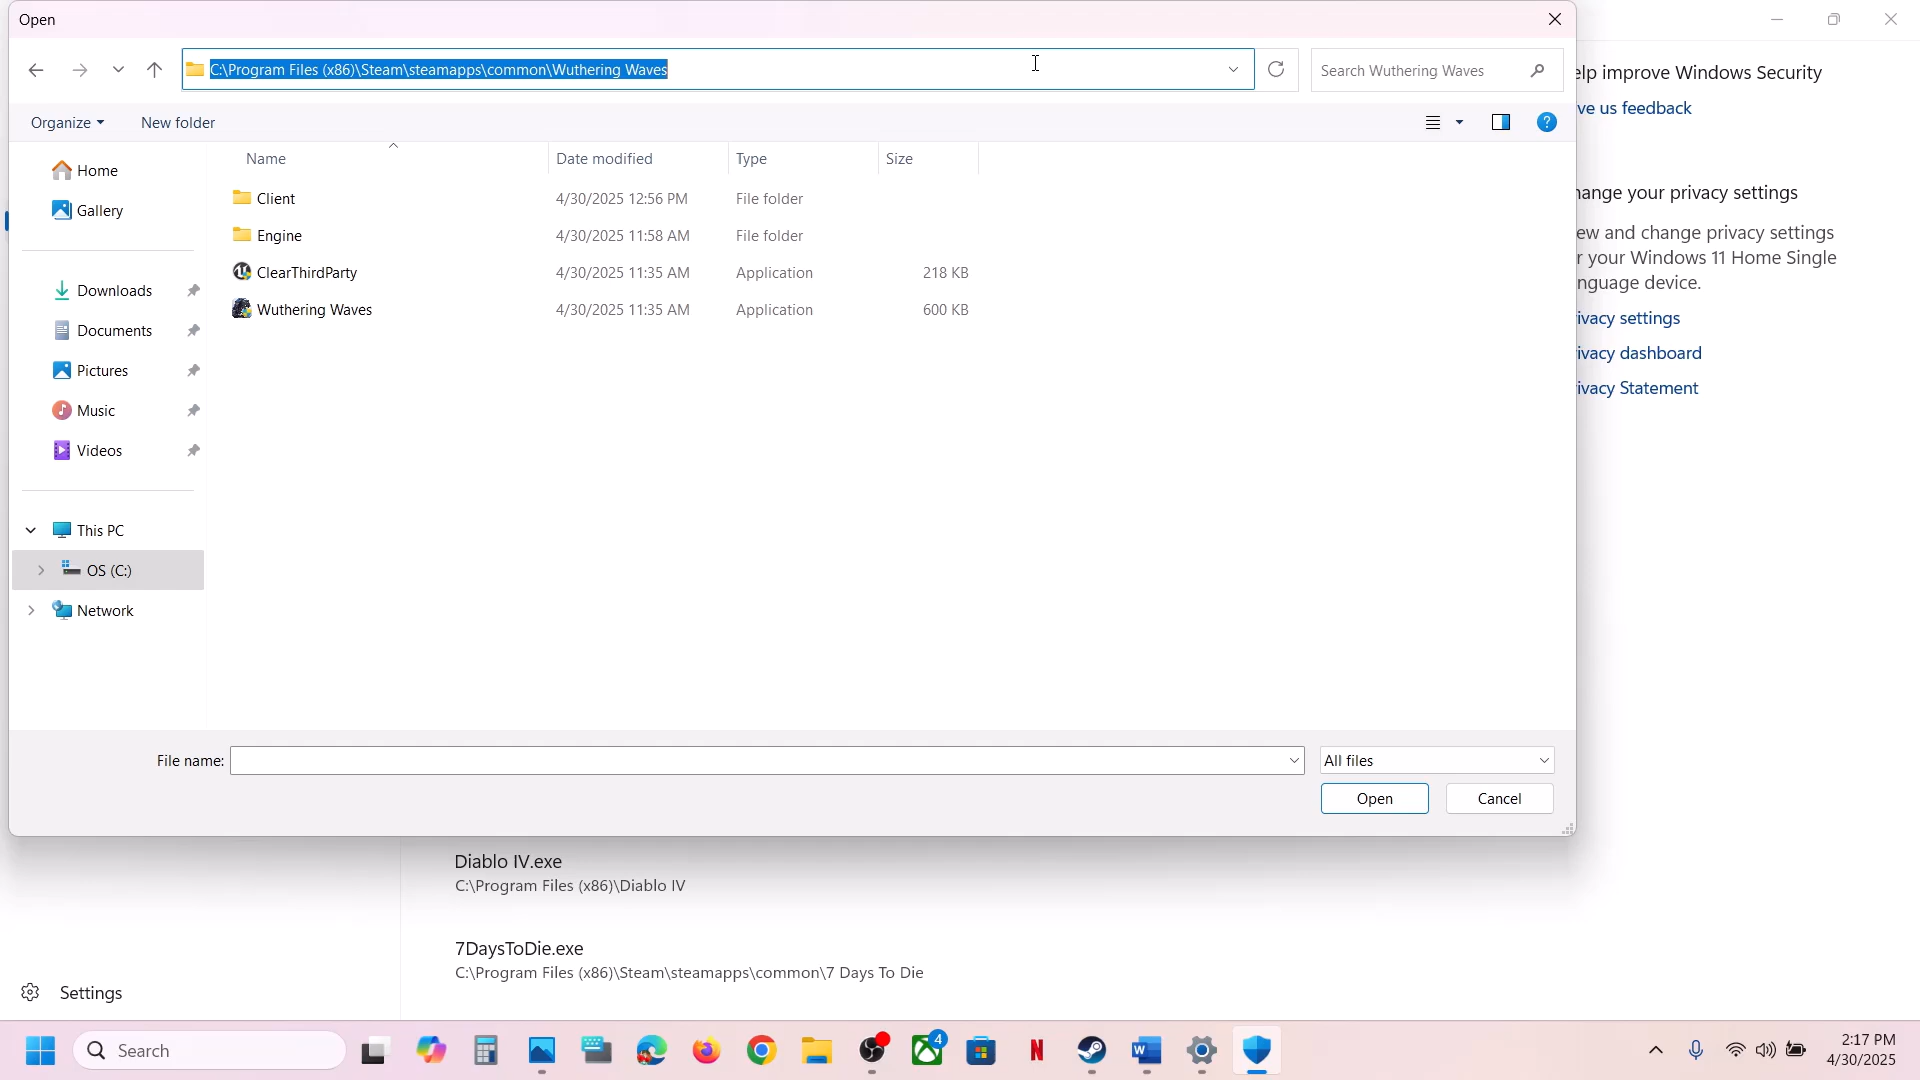 Open
C:\Program Files (x86)\Steam\steamapps\common\Wuthering Waves
Search Wuthering Waves
Organize
New folder
Name
Date modified
Type
Size
Home
Gallery
Downloads
Documents
Pictures
Music
Videos
This PC
OS (C:)
Network
Client
4/30/2025 12:56 PM
File folder
Engine
4/30/2025 11:58 AM
File folder
ClearThirdParty
4/30/2025 11:35 AM
Application
218 KB
Wuthering Waves
4/30/2025 11:35 AM
Application
600 KB
File name:
All files
Open
Cancel
elp improve Windows Security
ve us feedback
hange your privacy settings
ew and change privacy settings
r your Windows 11 Home Single
nguage device.
ivacy settings
ivacy dashboard
ivacy Statement
Diablo IV.exe
C:\Program Files (x86)\Diablo IV
7DaysToDie.exe
C:\Program Files (x86)\Steam\steamapps\common\7 Days To Die
Settings
Search
4
2:17 PM
4/30/2025